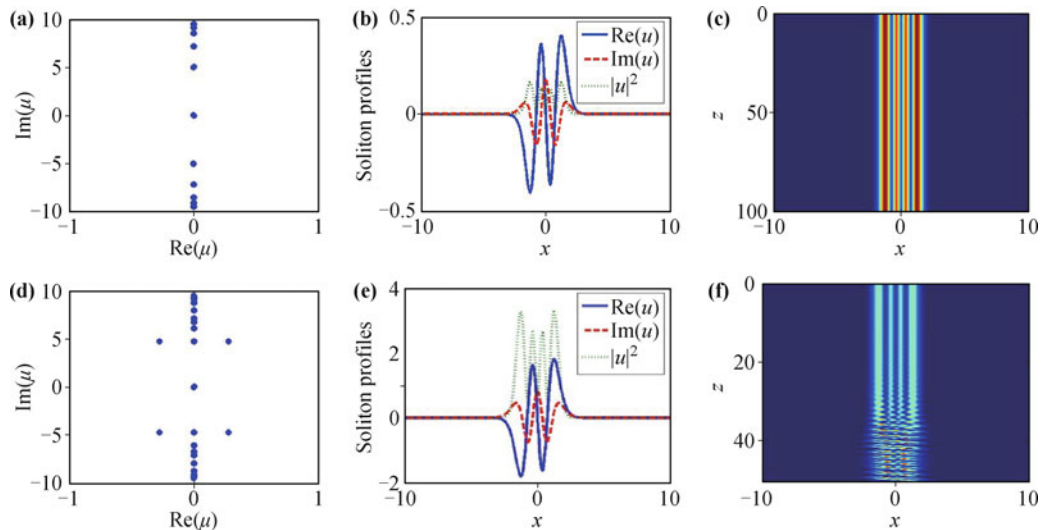 (a)
10
5
0
−5
−10
−1
0
1
Im(μ)
Re(μ)
(b)
0.5
0
−0.5
−10
0
10
Soliton profiles
x
Re(u)
Im(u)
|u|²
(c)
0
50
100
−10
0
10
z
x
(d)
10
5
0
−5
−10
−1
0
1
Im(μ)
Re(μ)
(e)
4
2
0
−2
−10
0
10
Soliton profiles
x
Re(u)
Im(u)
|u|²
(f)
0
20
40
−10
0
10
z
x